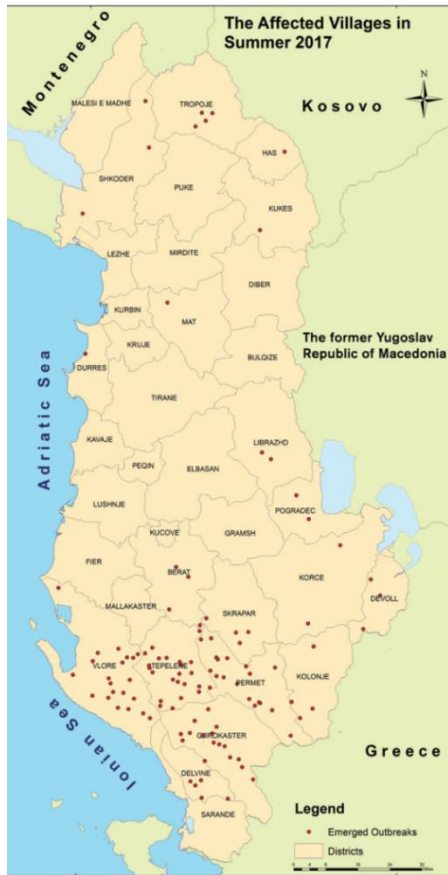 The Affected Villages in
Summer 2017
Montenegro
N
Kosovo
MALESI E MADHE
TROPOJE
HAS
SHKODER
PUKE
KUKES
LEZHE
MIRDITE
DIBER
KURBIN
MAT
The former Yugoslav
Republic of Macedonia
KRUJE
BULQIZE
DURRES
TIRANE
Adriatic Sea
LIBRAZHD
KAVAJE
PEQIN
ELBASAN
POGRADEC
LUSHNJE
GRAMSH
KUCOVE
FIER
BERAT
KORCE
DEVOLL
MALLAKASTER
SKRAPAR
VLORE
TEPELENE
KOLONJE
PERMET
Ionian Sea
GJIROKASTER
Greece
DELVINE
SARANDE
Legend
Emerged Outbreaks
Districts